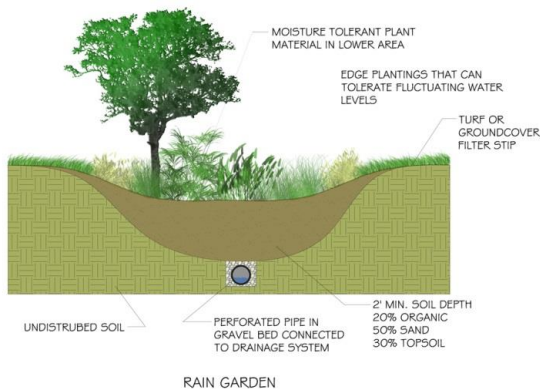 MOISTURE TOLERANT PLANT
MATERIAL IN LOWER AREA
EDGE PLANTINGS THAT CAN
TOLERATE FLUCTUATING WATER
LEVELS
TURF OR
GROUNDCOVER
FILTER STIP
2' MIN. SOIL DEPTH
20% ORGANIC
50% SAND
30% TOPSOIL
UNDISTRUBED SOIL
PERFORATED PIPE IN
GRAVEL BED CONNECTED
TO DRAINAGE SYSTEM
RAIN GARDEN